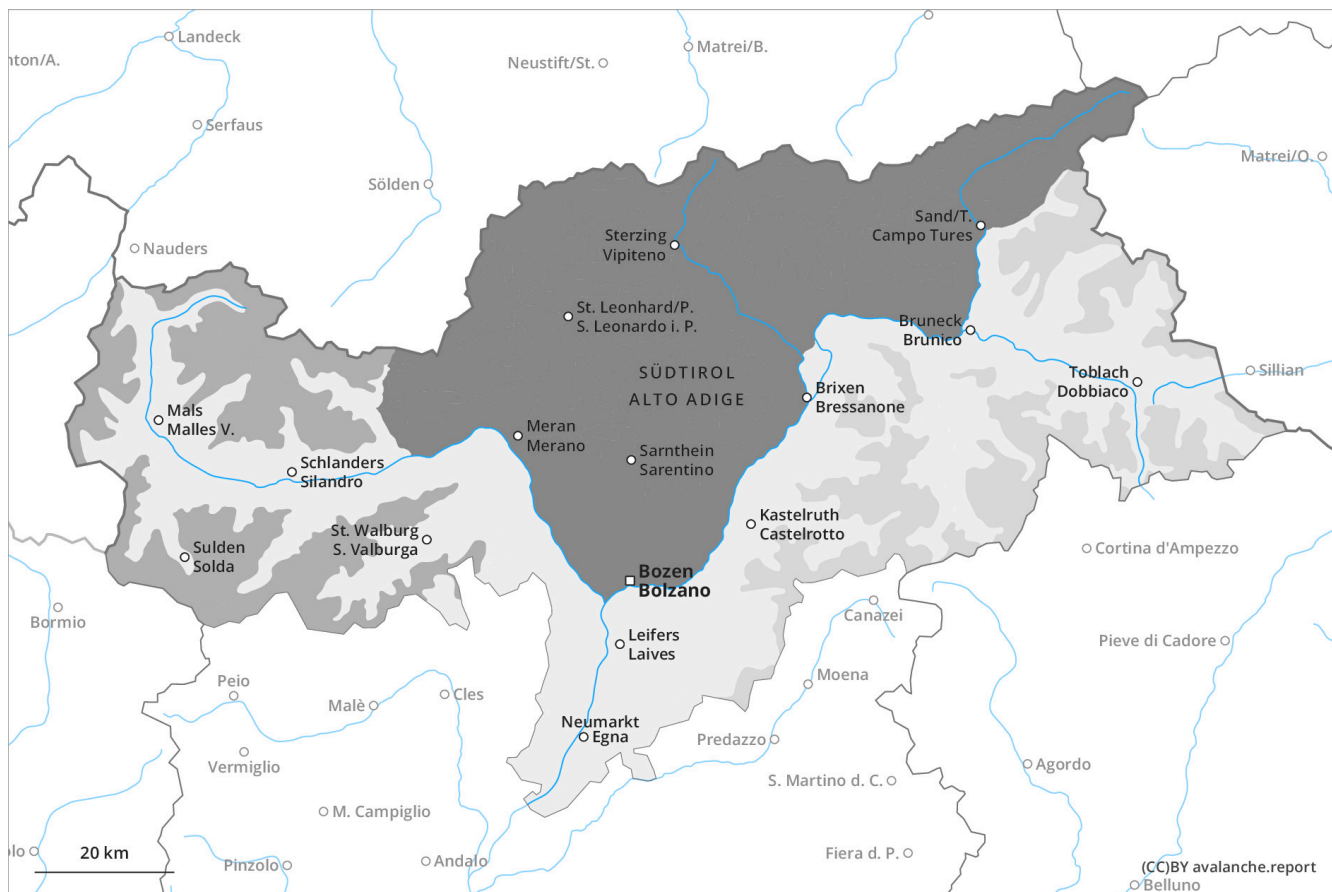 Landeck
Matrei/B.
nton/A.
Neustift/St.
Serfaus
Matrei/O.
Sölden
Sand/T.
Campo Tures
Sterzing
Vipiteno
Nauders
St. Leonhard/P.
S. Leonardo i. P.
Bruneck
Brunico
SÜDTIROL
ALTO ADIGE
Toblach
Dobbiaco
Sillian
Brixen
Bressanone
Mals
Malles V.
Meran
Merano
Sarnthein
Sarentino
Schlanders
Silandro
Kastelruth
Castelrotto
St. Walburg
S. Valburga
Sulden
Solda
Cortina d'Ampezzo
Bozen
Bolzano
Bormio
Canazei
Leifers
Laives
Pieve di Cadore
Moena
Peio
Malè
Cles
Neumarkt
Egna
Predazzo
Vermiglio
Agordo
S. Martino d. C.
M. Campiglio
20 km
olo
Pinzolo
Andalo
Fiera d. P.
(CC)BY avalanche.report
Belluno